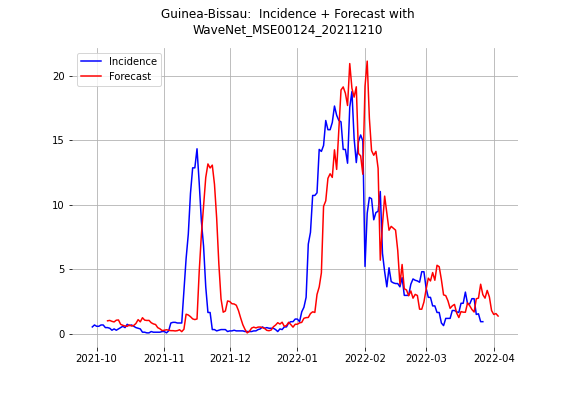 Guinea-Bissau:  Incidence + Forecast with
WaveNet_MSE00124_20211210
Incidence
Forecast
20
15
10
5
0
2021-10 2021-11 2021-12 2022-01 2022-02 2022-03 2022-04